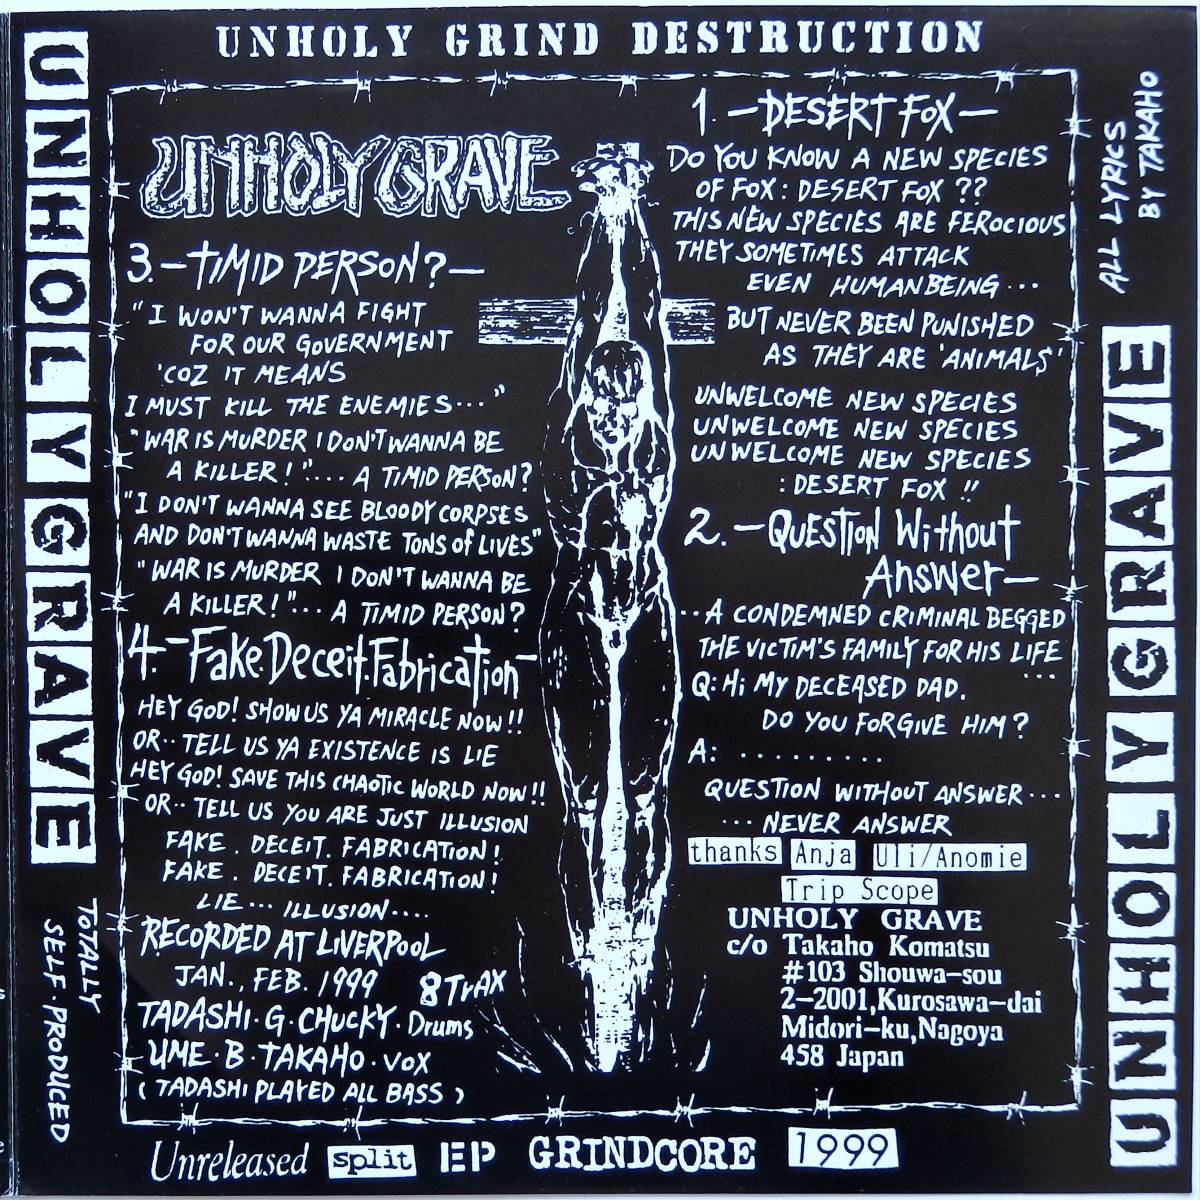 UNHOLY GRIND DESTRUCTION
UNHOLY GRAVE
UNHOLY GRAVE
1. -DESERT FOX-
DO YOU KNOW A NEW SPECIES
OF FOX: DESERT FOX ??
THIS NEW SPECIES ARE FEROCIOUS
THEY SOMETIMES ATTACK
EVEN HUMANBEING...
BUT NEVER BEEN PUNISHED
AS THEY ARE 'ANIMALS'
UNWELCOME NEW SPECIES
UNWELCOME NEW SPECIES
UNWELCOME NEW SPECIES
: DESERT FOX !!
2. -QUESTION Without
Answer-
..A CONDEMNED CRIMINAL BEGGED
THE VICTIM'S FAMILY FOR HIS LIFE
...
Q: Hi MY DECEASED DAD.
DO YOU FORGIVE HIM?
A: ..........
QUESTION WITHOUT ANSWER...
... NEVER ANSWER
thanks Anja Uli/Anomie
Trip Scope
UNHOLY GRAVE
c/o Takaho Komatsu
#103 Shouwa-sou
2-2001,Kurosawa-dai
Midori-ku,Nagoya
458 Japan
3. -TIMID PERSON?-
"I WON'T WANNA FIGHT
FOR OUR GOVERNMENT
'COZ IT MEANS
I MUST KILL THE ENEMIES..."
"WAR IS MURDER I DON'T WANNA BE
A KILLER!".... A TIMID PERSON?
"I DON'T WANNA SEE BLOODY CORPSES
AND DON'T WANNA WASTE TONS OF LIVES"
"WAR IS MURDER I DON'T WANNA BE
A KILLER!"... A TIMID PERSON?
4. -Fake.Deceit.Fabrication-
HEY GOD! SHOW US YA MIRACLE NOW!!
OR.. TELL US YA EXISTENCE IS LIE
HEY GOD! SAVE THIS CHAOTIC WORLD NOW!!
OR.. TELL US YOU ARE JUST ILLUSION
FAKE. DECEIT. FABRICATION!
FAKE. DECEIT. FABRICATION!
LIE... ILLUSION....
RECORDED AT LIVERPOOL
JAN., FEB. 1999 8TrAX
TADASHI·G·CHUCKY·Drums
UME·B·TAKAHO·VOX
(TADASHI PLAYED ALL BASS)
TOTALLY
SELF·PRODUCED
ALL LYRICS
BY TAKAHO
UNHOLY GRAVE
Unreleased split EP GRINDCORE 1999